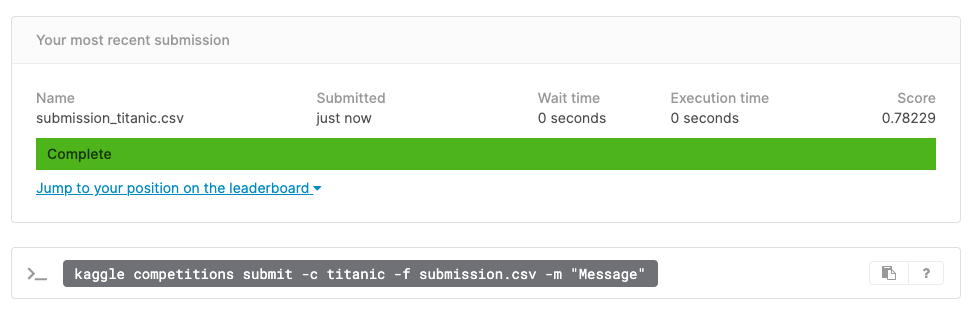 Your most recent submission
Name Submitted Wait time Execution time Score
submission_titanic.csv just now 0 seconds 0 seconds 0.78229
Complete
Jump to your position on the leaderboard
>_ kaggle competitions submit -c titanic -f submission.csv -m "Message" ?